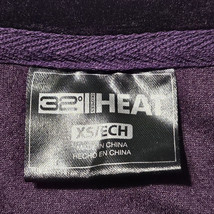 32° HEAT
XS/ECH
MADE IN CHINA
HECHO EN CHINA